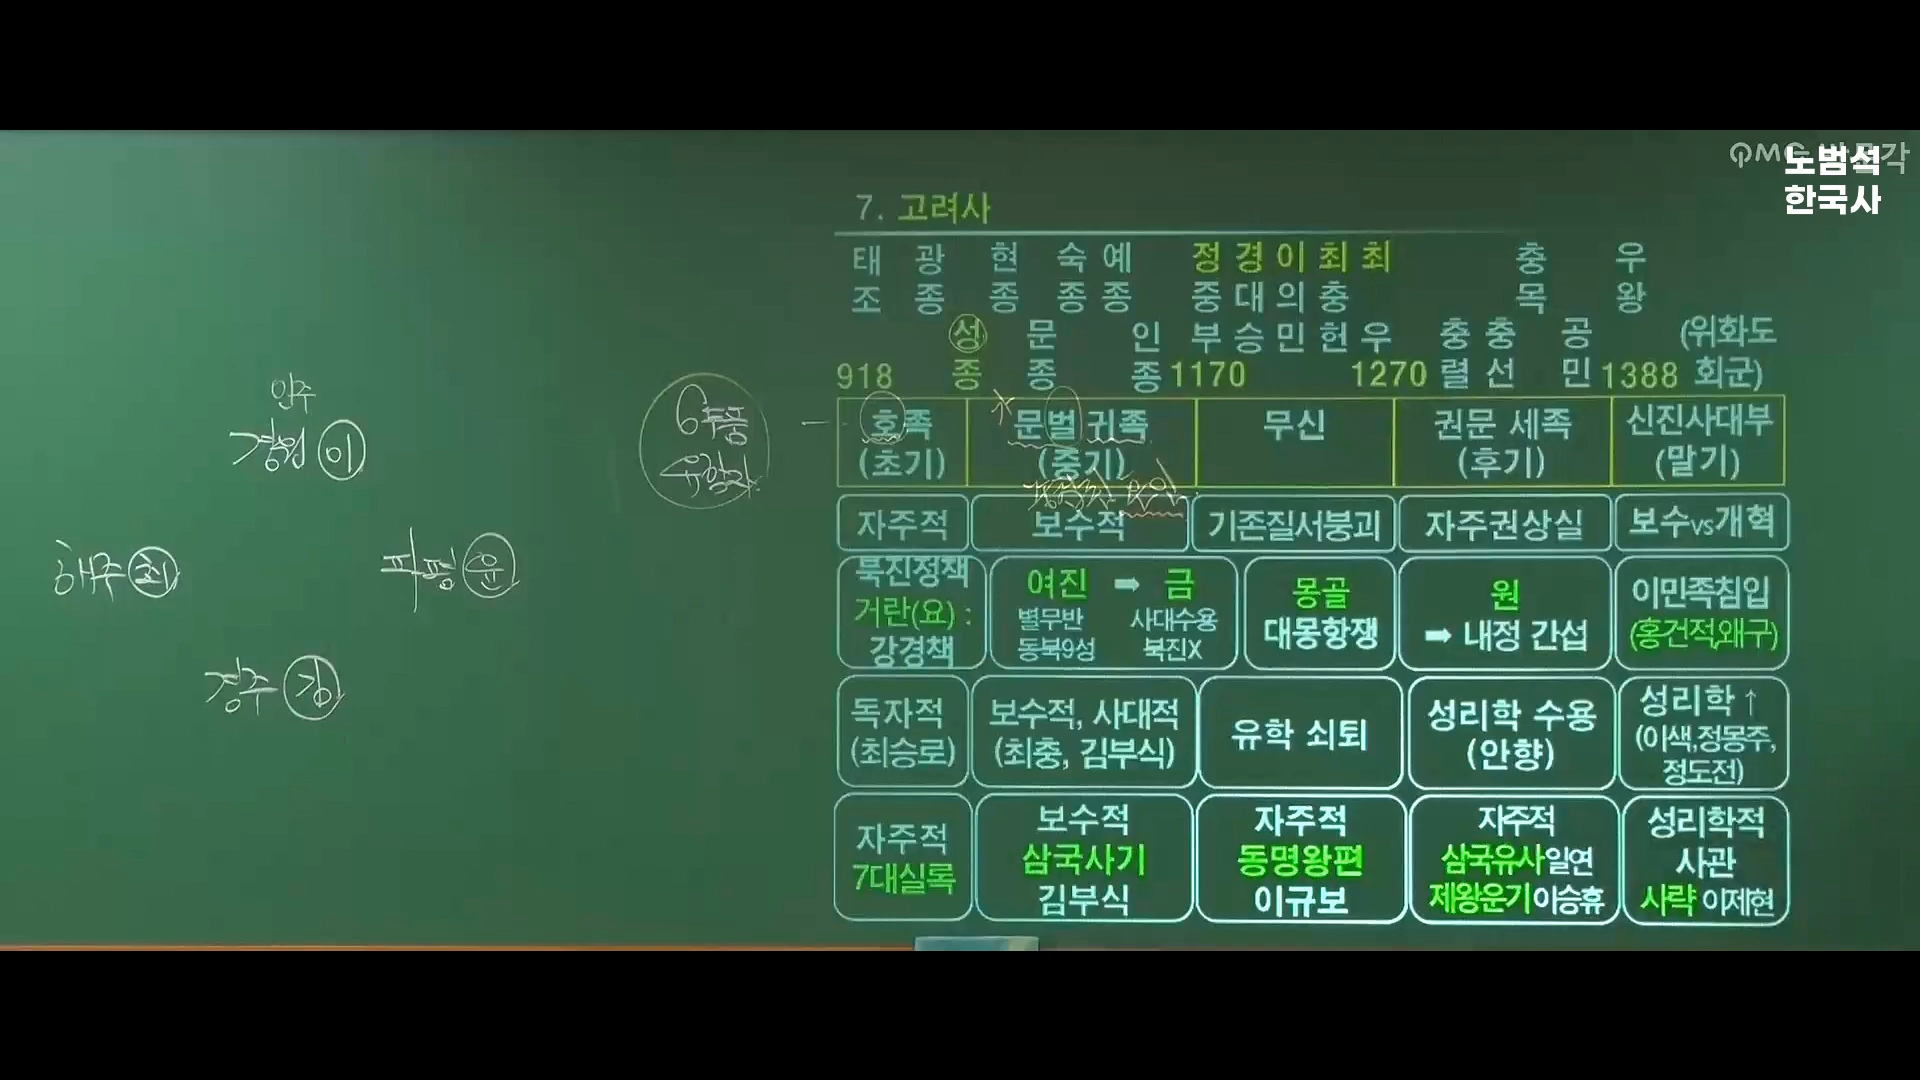 노범석
한국사
7. 고려사
태조 광종 현종 숙종 예종 정중부 경대승 이의민 최충헌 최우 충목 우왕
성종 문종 인종 충렬 충선 공민 (위화도
918 1170 1270 1388 회군)
호족 문벌 귀족 무신 권문 세족 신진사대부
(초기) (중기) (후기) (말기)
자주적 보수적 기존질서붕괴 자주권상실 보수vs개혁
북진정책
거란(요) :
강경책
여진 ➡ 금
별무반 사대수용
동북9성 북진X
몽골
대몽항쟁
원
➡ 내정 간섭
이민족침입
(홍건적,왜구)
독자적
(최승로)
보수적, 사대적
(최충, 김부식)
유학 쇠퇴
성리학 수용
(안향)
성리학↑
(이색,정몽주,
정도전)
자주적
7대실록
보수적
삼국사기
김부식
자주적
동명왕편
이규보
자주적
삼국유사 일연
제왕운기 이승휴
성리학적
사관
사략 이제현
인주
경원 이
해주 최
파평 윤
경주 김
6두품
유학자